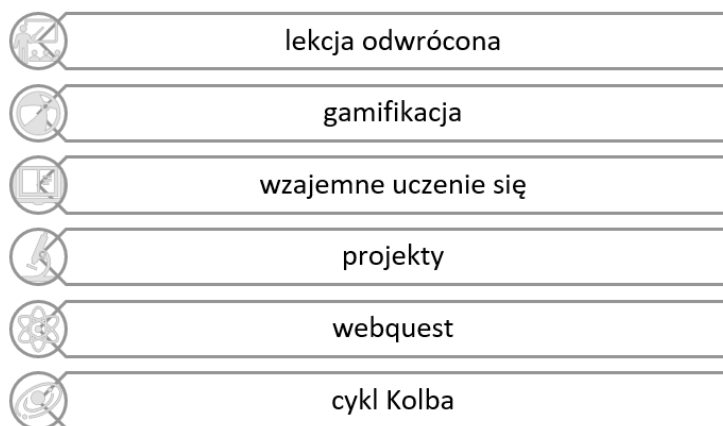 lekcja odwrócona
gamifikacja
wzajemne uczenie się
projekty
webquest
cykl Kolba